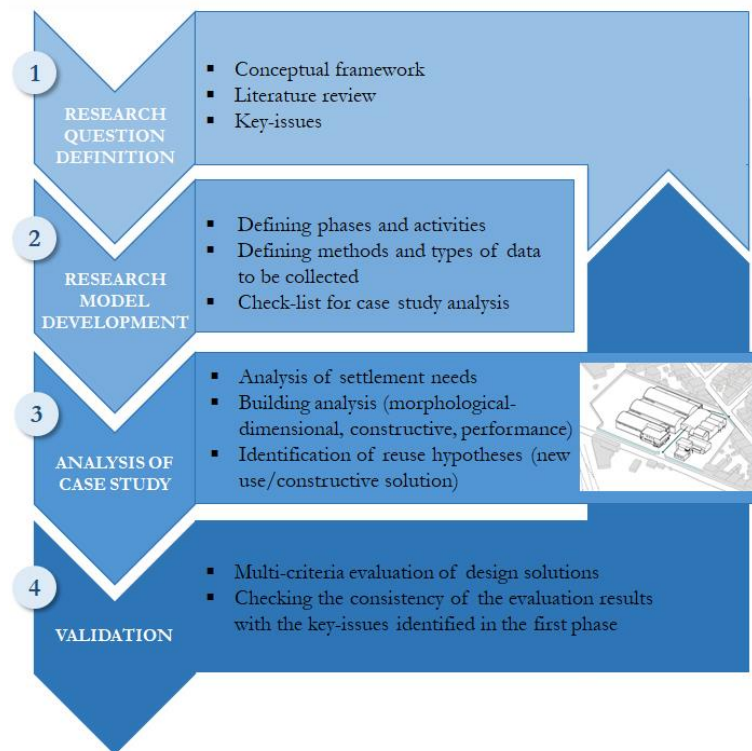 1
RESEARCH
QUESTION
DEFINITION
▪ Conceptual framework
▪ Literature review
▪ Key-issues
2
RESEARCH
MODEL
DEVELOPMENT
▪ Defining phases and activities
▪ Defining methods and types of data
to be collected
▪ Check-list for case study analysis
3
ANALYSIS OF
CASE STUDY
▪ Analysis of settlement needs
▪ Building analysis (morphological-
dimensional, constructive, performance)
▪ Identification of reuse hypotheses (new
use/constructive solution)
4
VALIDATION
▪ Multi-criteria evaluation of design solutions
▪ Checking the consistency of the evaluation results
with the key-issues identified in the first phase